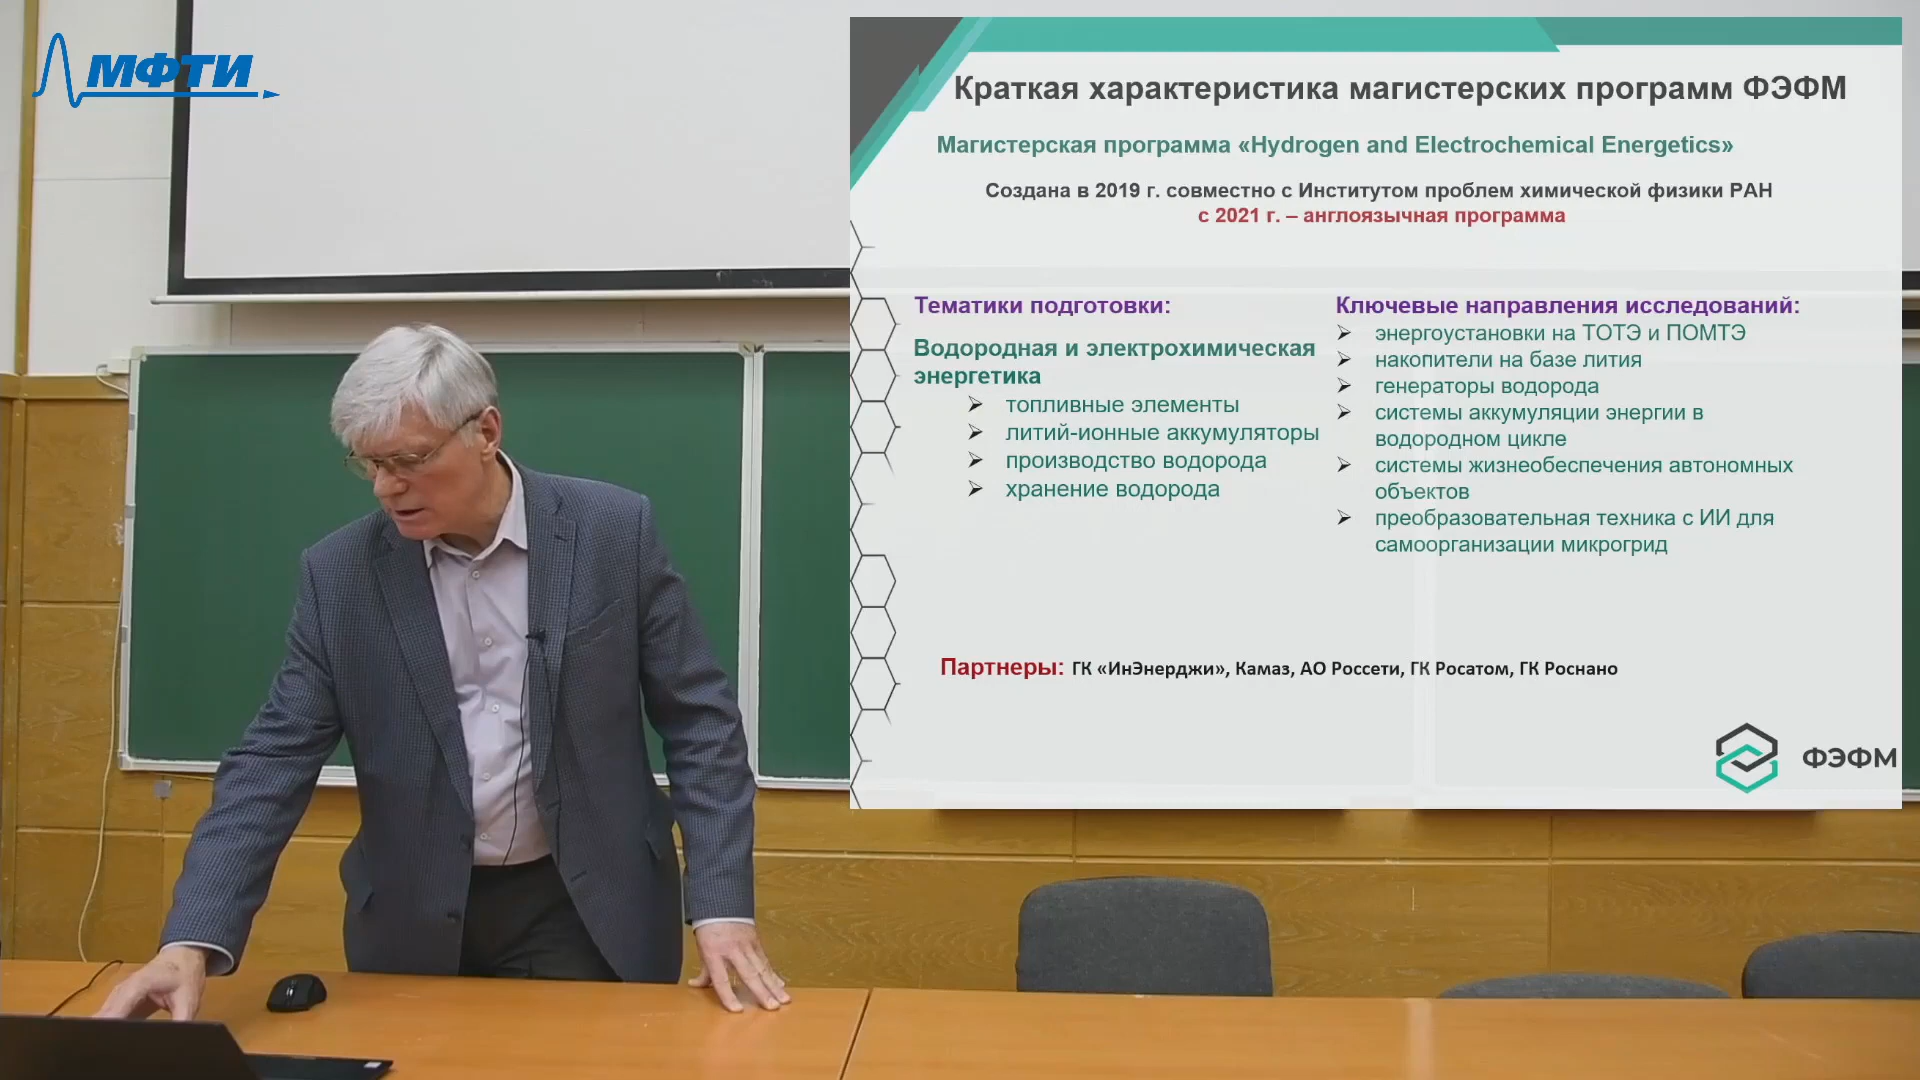 МФТИ
Краткая характеристика магистерских программ ФЭФМ
Магистерская программа «Hydrogen and Electrochemical Energetics»
Создана в 2019 г. совместно с Институтом проблем химической физики РАН
с 2021 г. – англоязычная программа
Тематики подготовки:
Водородная и электрохимическая
энергетика
топливные элементы
литий-ионные аккумуляторы
производство водорода
хранение водорода
Ключевые направления исследований:
энергоустановки на ТОТЭ и ПОМТЭ
накопители на базе лития
генераторы водорода
системы аккумуляции энергии в
водородном цикле
системы жизнеобеспечения автономных
объектов
преобразовательная техника с ИИ для
самоорганизации микрогрид
Партнеры: ГК «ИнЭнерджи», Камаз, АО Россети, ГК Росатом, ГК Роснано
ФЭФМ